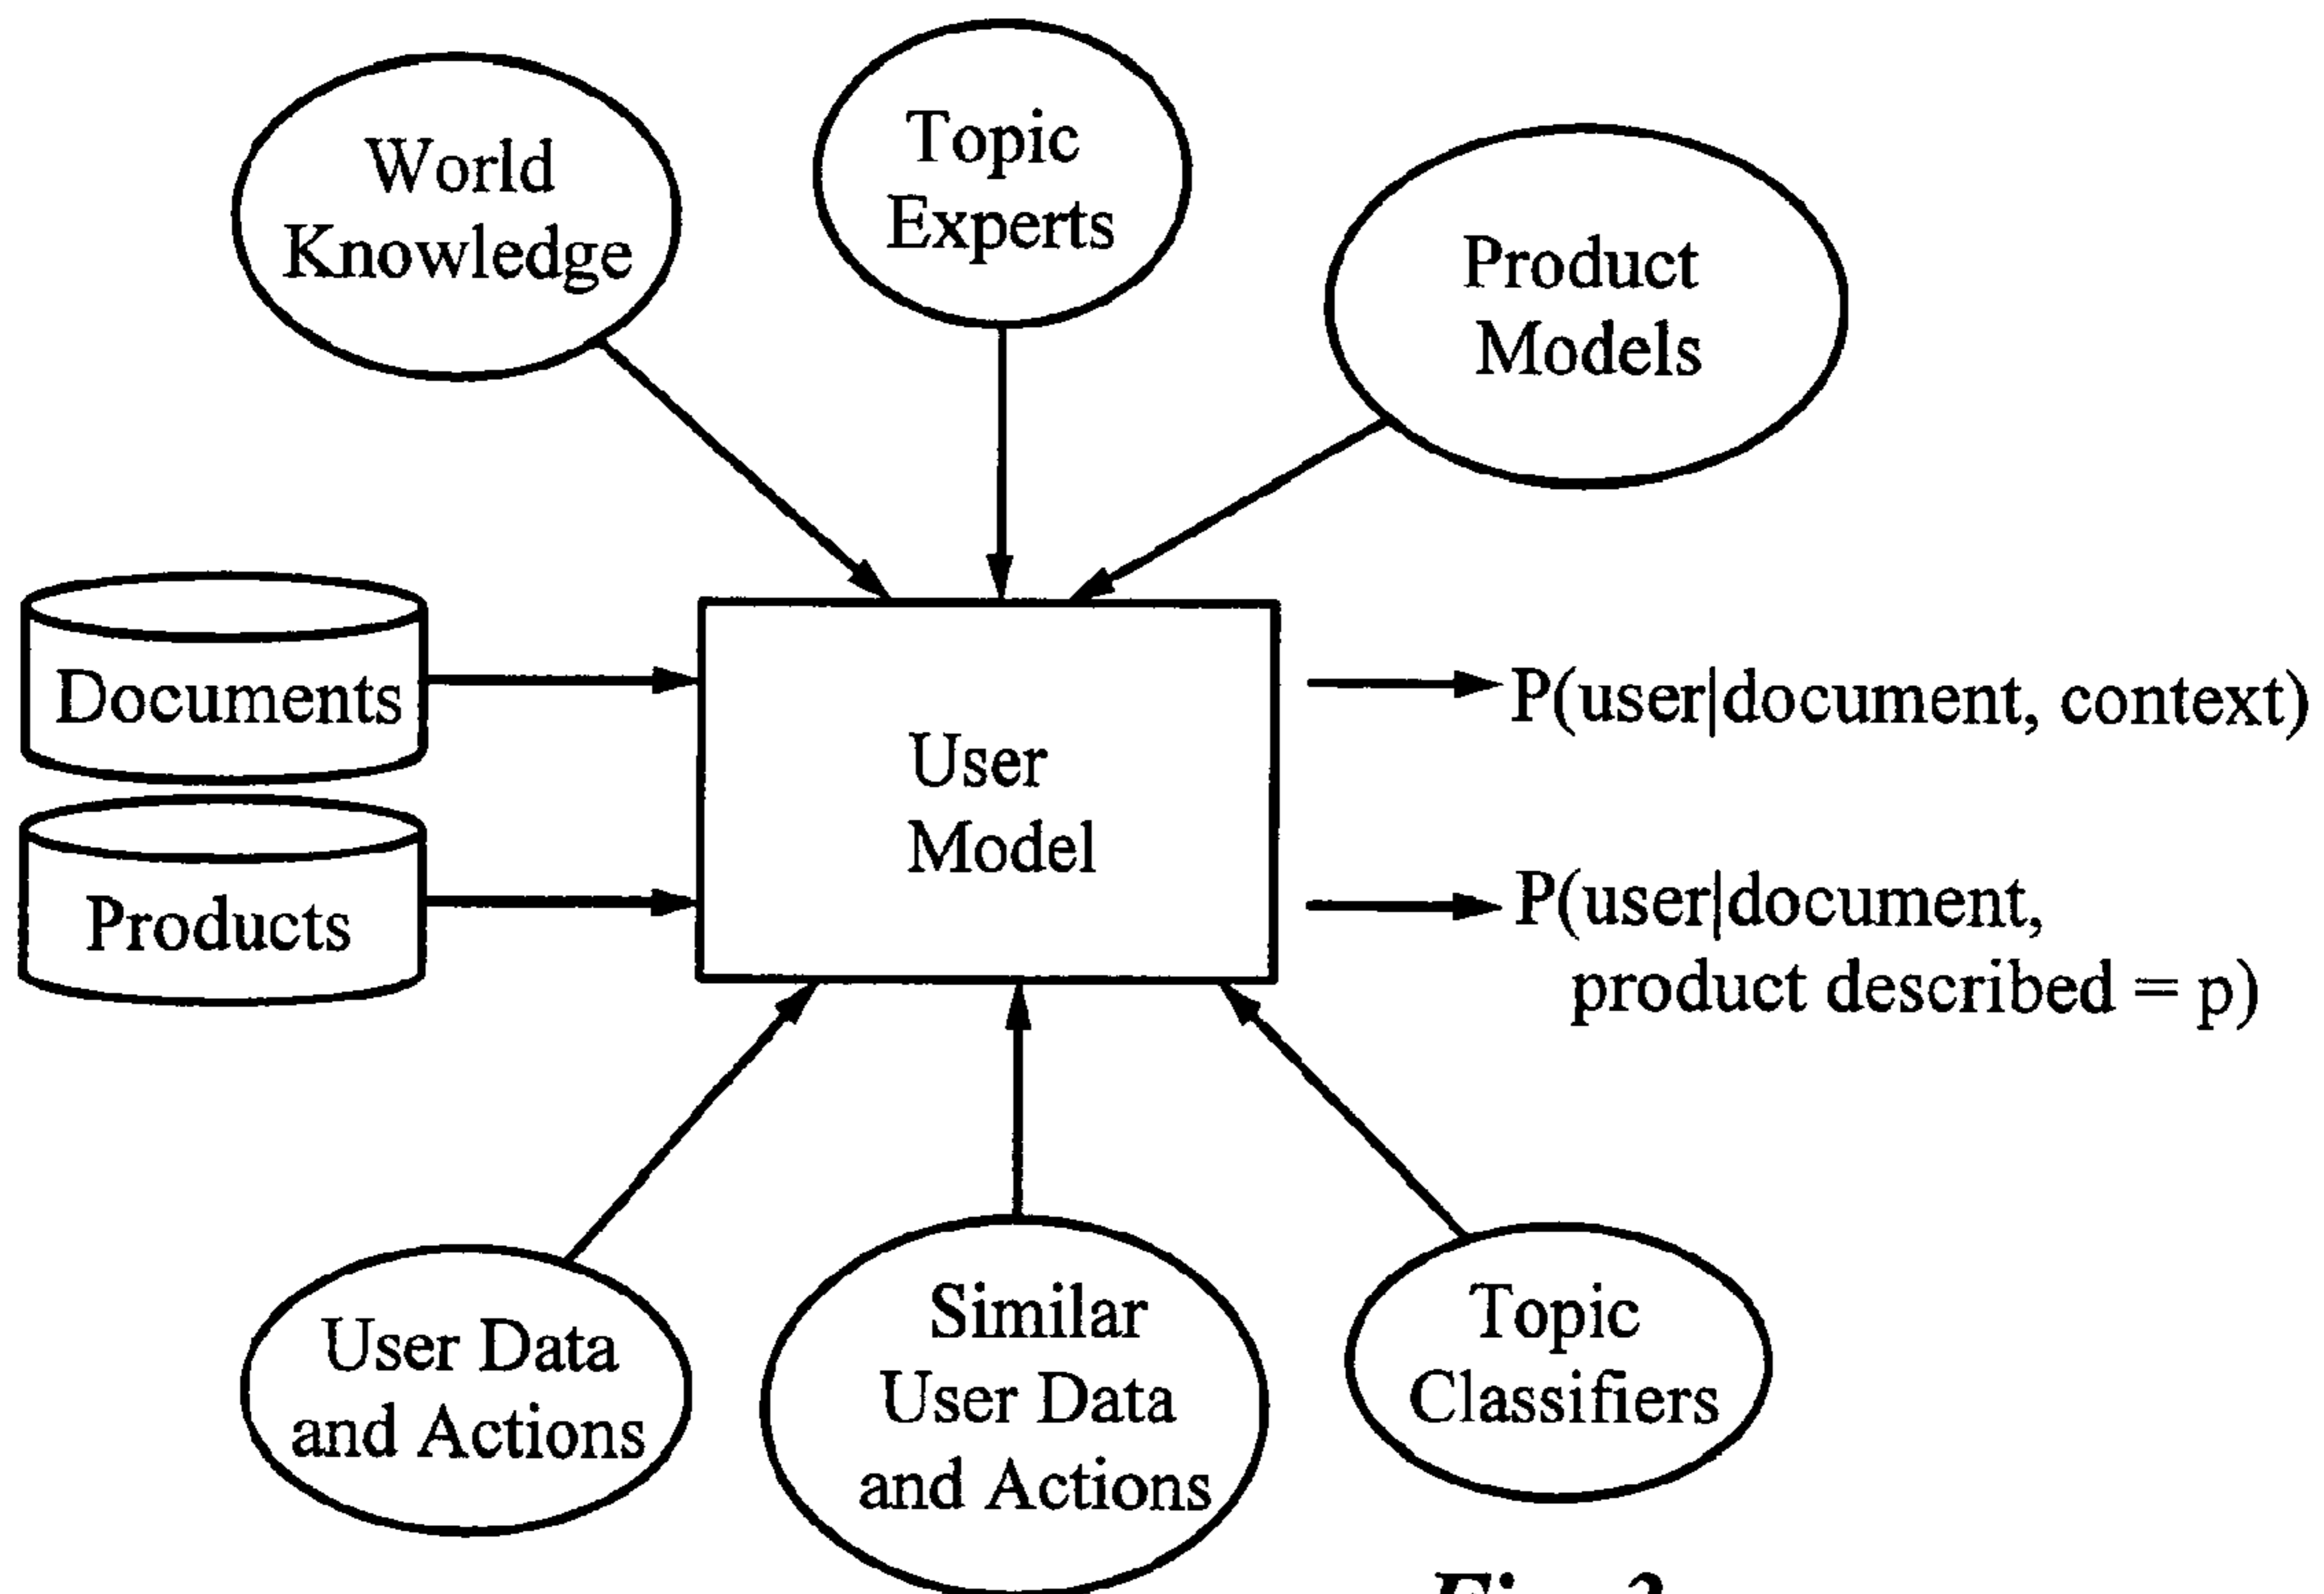 World
Knowledge
Topic
Experts
Product
Models
Documents
Products
User
Model
P(user|document, context)
P(user|document,
product described = p)
User Data
and Actions
Similar
User Data
and Actions
Topic
Classifiers